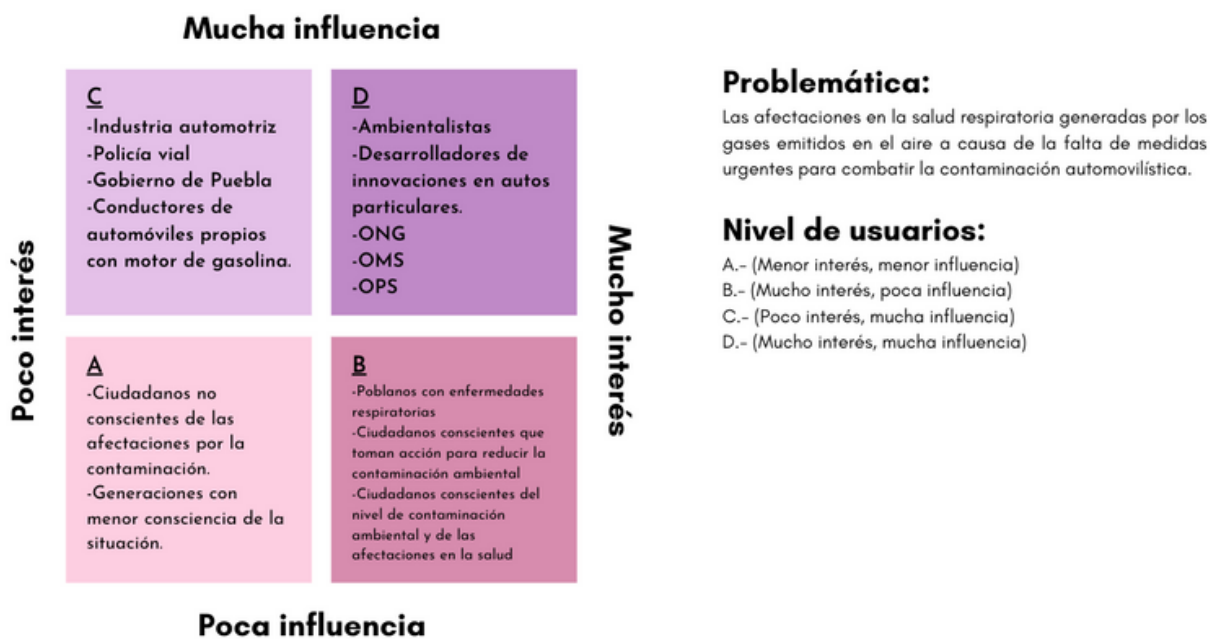 Mucha influencia
C
-Industria automotriz
-Policía vial
-Gobierno de Puebla
-Conductores de
automóviles propios
con motor de gasolina.
D
-Ambientalistas
-Desarrolladores de
innovaciones en autos
particulares.
-ONG
-OMS
-OPS
Poco interés
Mucho interés
A
-Ciudadanos no
conscientes de las
afectaciones por la
contaminación.
-Generaciones con
menor consciencia de la
situación.
B
-Poblanos con enfermedades
respiratorias
-Ciudadanos conscientes que
toman acción para reducir la
contaminación ambiental
-Ciudadanos conscientes del
nivel de contaminación
ambiental y de las
afectaciones en la salud
Poca influencia
Problemática:
Las afectaciones en la salud respiratoria generadas por los
gases emitidos en el aire a causa de la falta de medidas
urgentes para combatir la contaminación automovilística.
Nivel de usuarios:
A.- (Menor interés, menor influencia)
B.- (Mucho interés, poca influencia)
C.- (Poco interés, mucha influencia)
D.- (Mucho interés, mucha influencia)